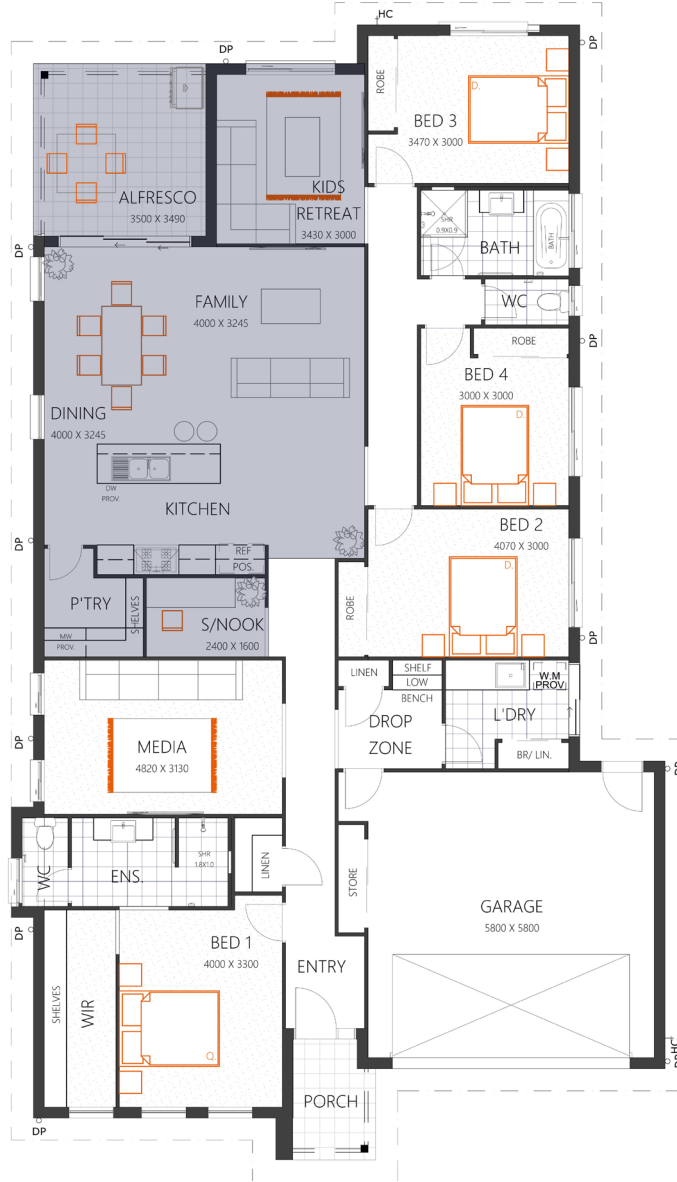 HC
DP
DP
ROBE
D.
BED 3
3470 X 3000
ALFRESCO
3500 X 3490
KIDS
RETREAT
3430 X 3000
SHR
0.9X0.9
BATH
BATH
DP
WC
FAMILY
4000 X 3245
ROBE
DP
BED 4
3000 X 3000
D.
DINING
4000 X 3245
DW
PROV.
KITCHEN
BED 2
4070 X 3000
DP
REF
POS.
D.
P'TRY
SHELVES
MW
PROV.
S/NOOK
2400 X 1600
ROBE
DP
LINEN
SHELF
LOW
BENCH
W.M
PROV
L'DRY
DROP
ZONE
BR/ LIN.
DP
MEDIA
4820 X 3130
DP
WC
ENS.
SHR
1.8X1.0
LINEN
STORE
GARAGE
5800 X 5800
DP
BED 1
4000 X 3300
ENTRY
SHELVES
WIR
Q.
HC
DP
PORCH
DP